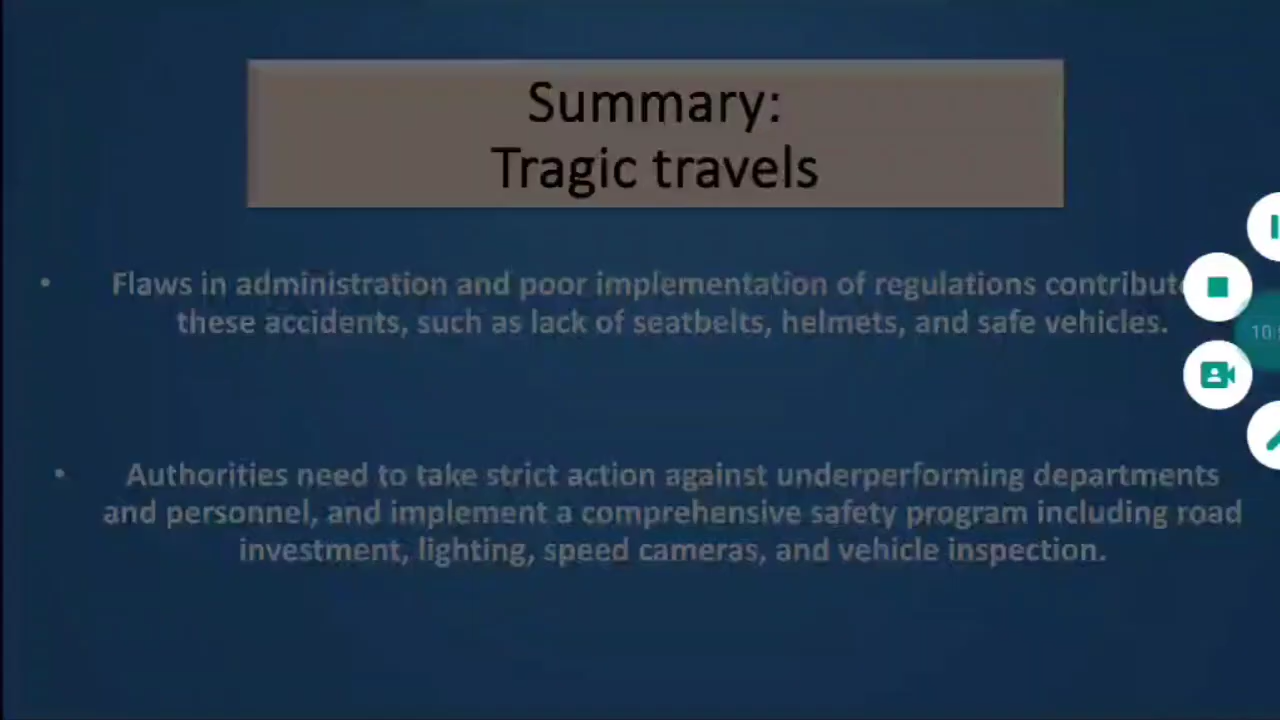 Summary:
Tragic travels
• Flaws in administration and poor implementation of regulations contribut
these accidents, such as lack of seatbelts, helmets, and safe vehicles.
• Authorities need to take strict action against underperforming departments
and personnel, and implement a comprehensive safety program including road
investment, lighting, speed cameras, and vehicle inspection.
10: